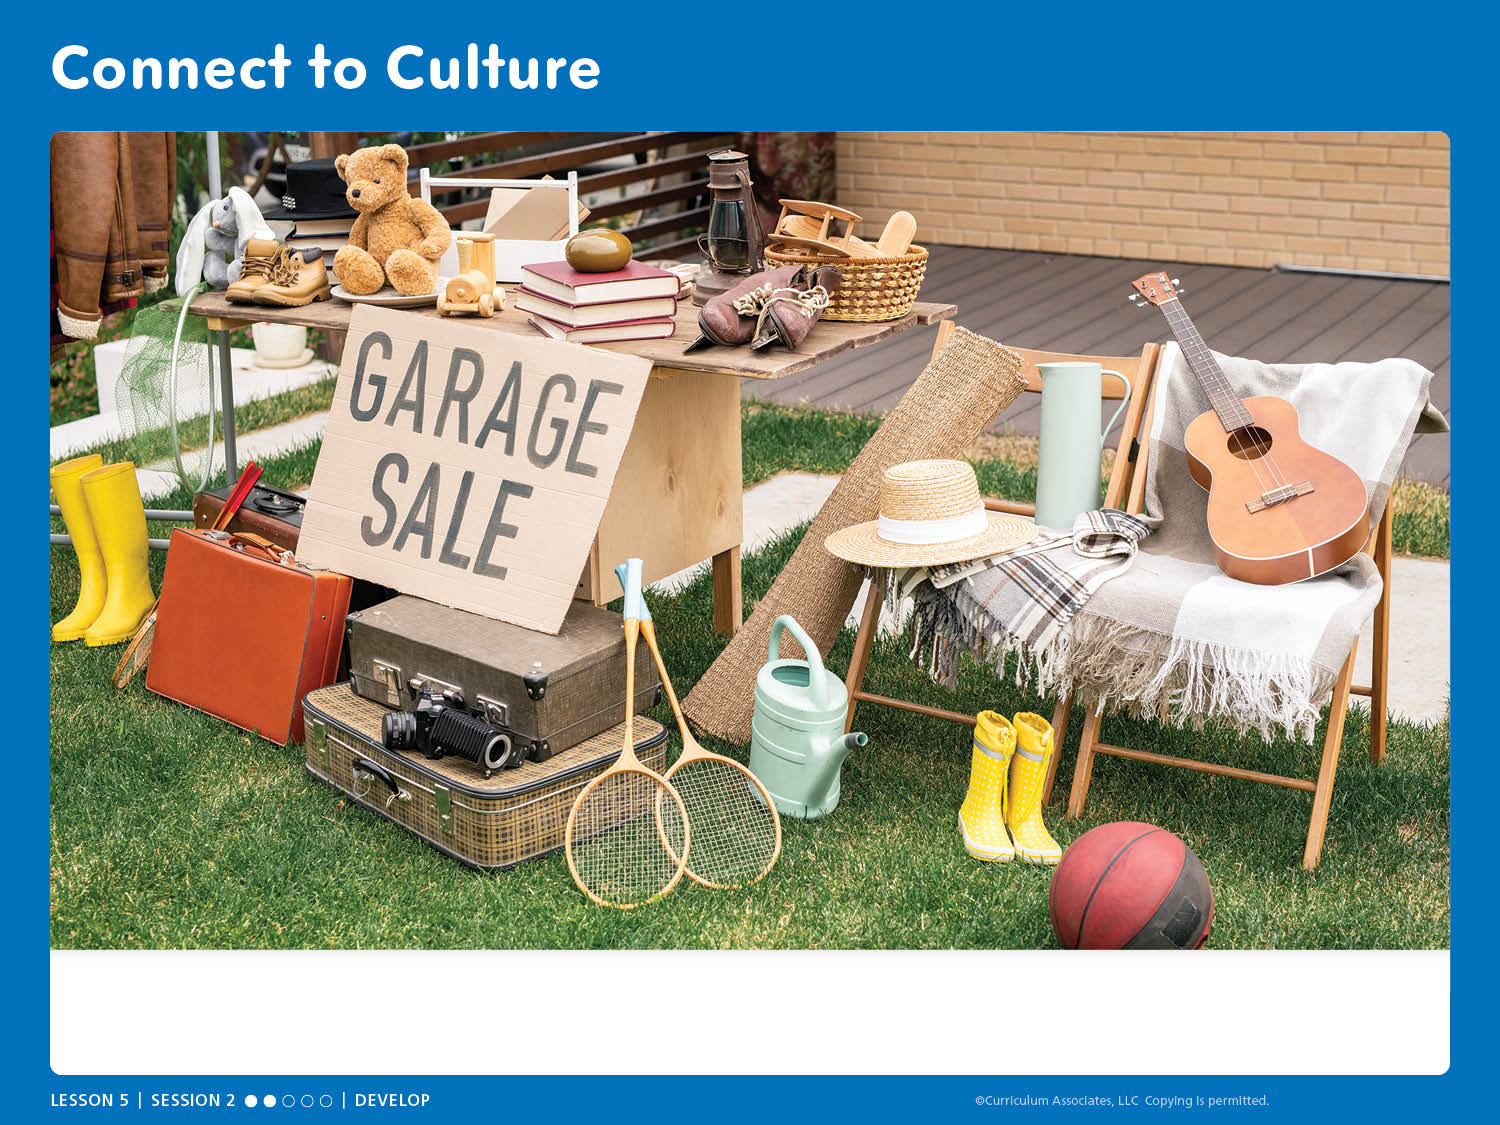 Connect to Culture
GARAGE
SALE
LESSON 5 | SESSION 2 ●●○○○ | DEVELOP
©Curriculum Associates, LLC Copying is permitted.